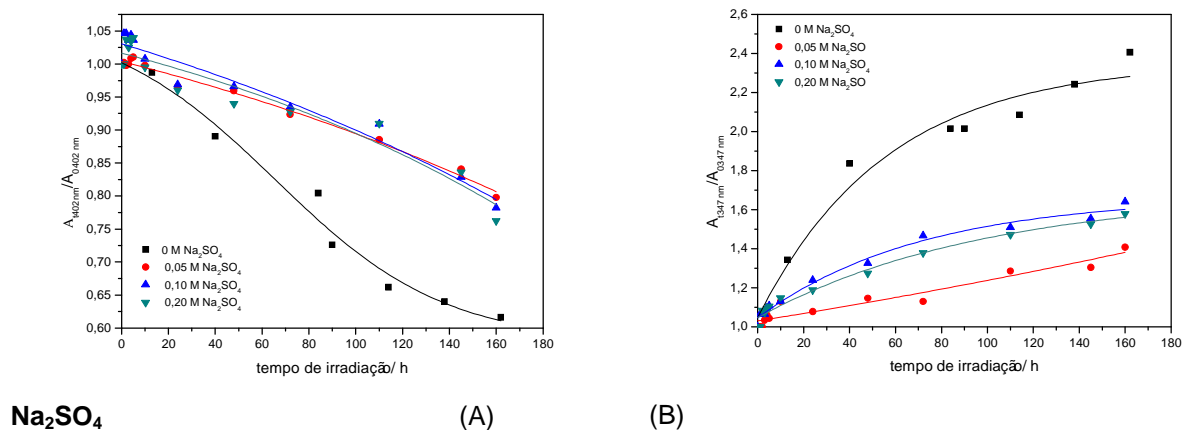 1,05
1,00
0,95
0,90
0,85
0,80
0,75
0,70
0,65
0,60
A t402 nm/A 0402 nm
0 M Na₂SO₄
0,05 M Na₂SO₄
0,10 M Na₂SO₄
0,20 M Na₂SO₄
0 20 40 60 80 100 120 140 160 180
tempo de irradiação/ h
2,6
2,4
2,2
2,0
1,8
1,6
1,4
1,2
1,0
A t347 nm/A 0347 nm
0 M Na₂SO₄
0,05 M Na₂SO
0,10 M Na₂SO₄
0,20 M Na₂SO
0 20 40 60 80 100 120 140 160 180
tempo de irradiação/ h
Na₂SO₄ (A) (B)